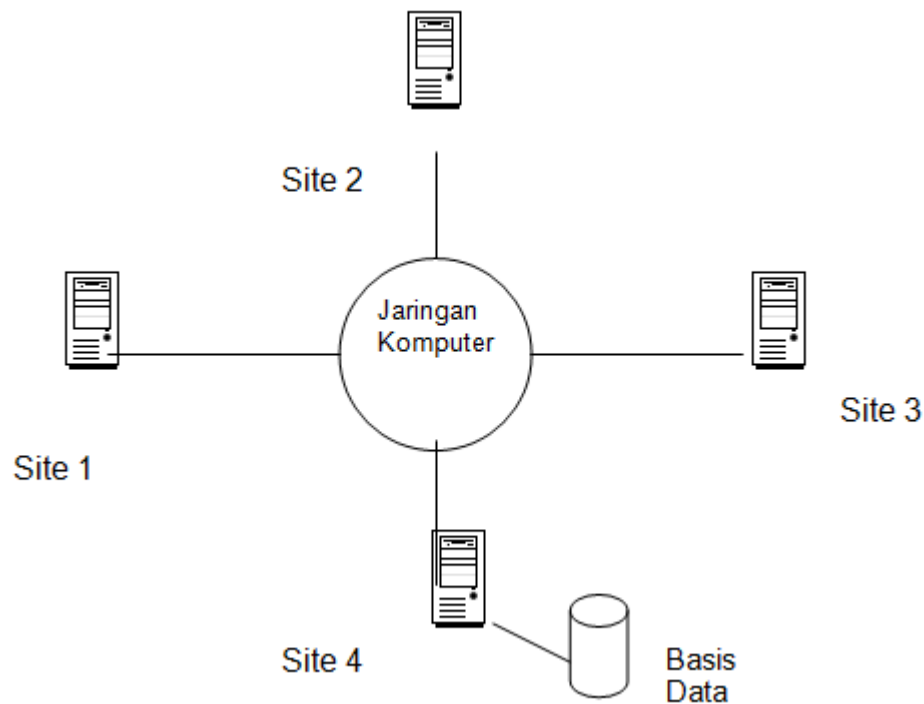 Site 2
Jaringan
Komputer
Site 3
Site 1
Site 4
Basis
Data